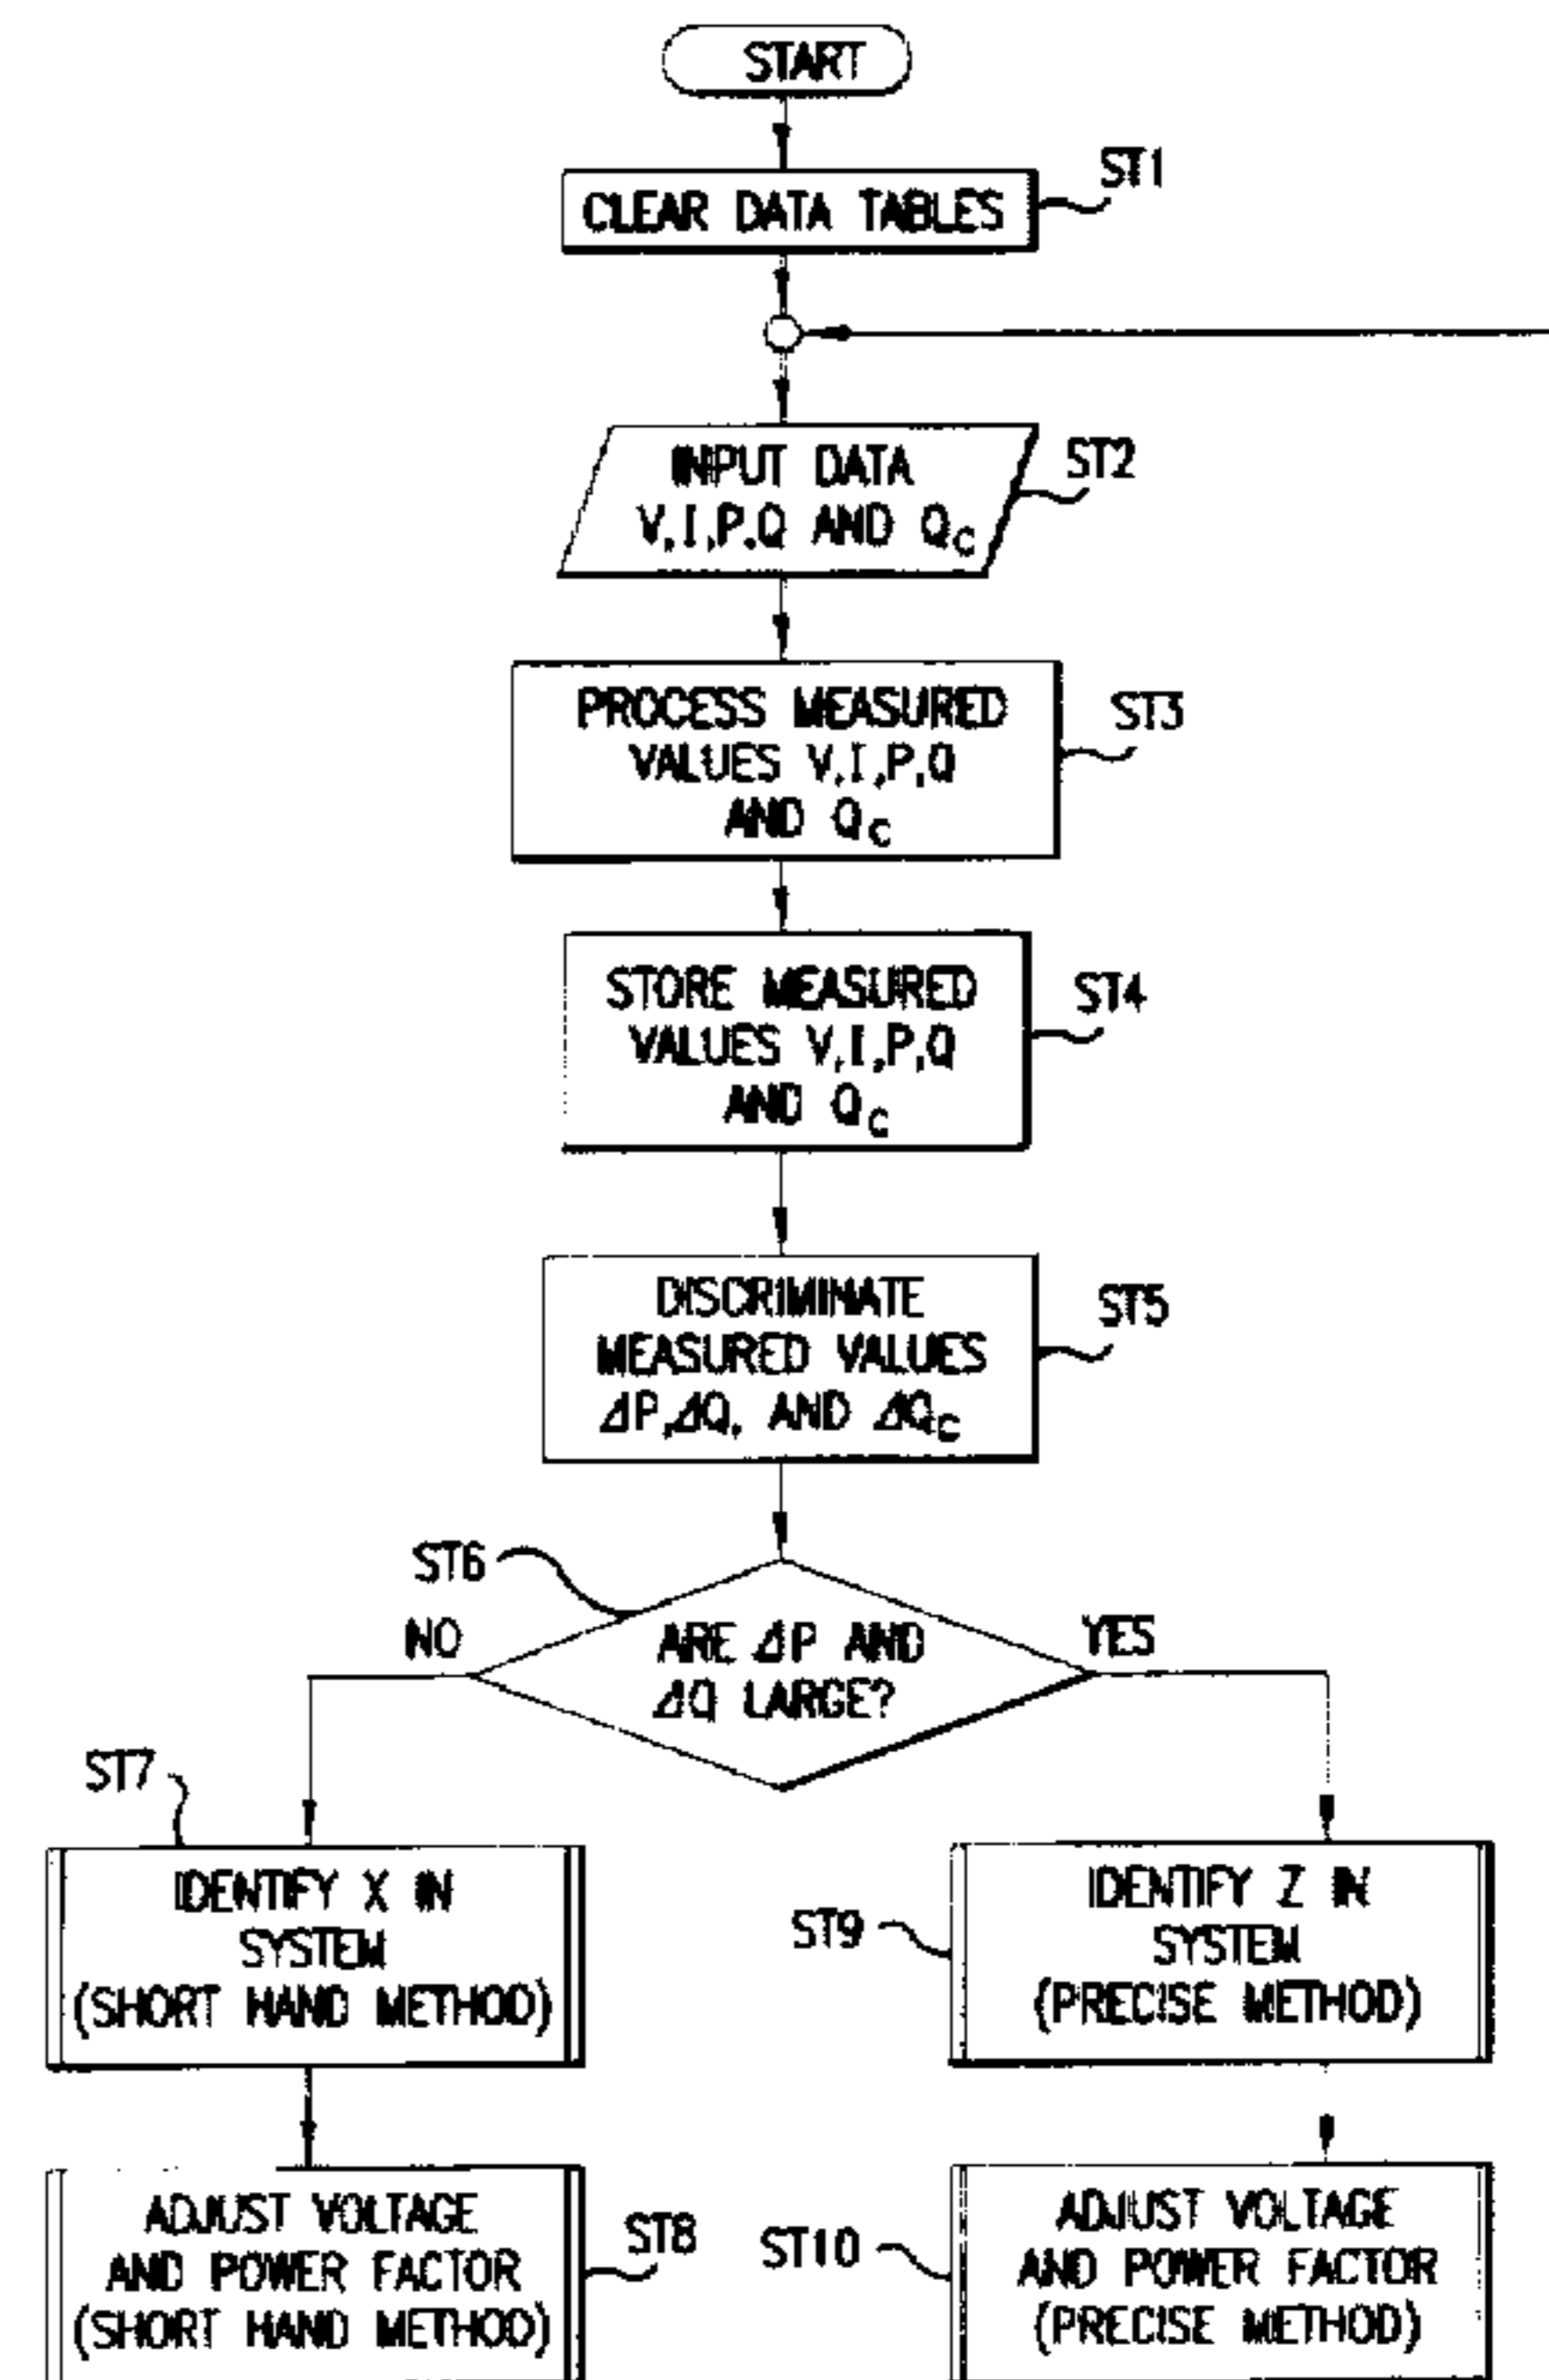 START
CLEAR DATA TABLES
ST1
INPUT DATA
V,I,P,Q AND QC
ST2
PROCESS MEASURED
VALUES V,I,P,Q
AND QC
ST3
STORE MEASURED
VALUES V,I,P,Q
AND QC
ST4
DISCRIMINATE
MEASURED VALUES
ΔP,ΔQ, AND ΔQC
ST5
ST6
NO
ARE ΔP AND
ΔQ LARGE?
YES
ST7
IDENTIFY X IN
SYSTEM
(SHORT HAND METHOD)
ST9
IDENTIFY Z IN
SYSTEM
(PRECISE METHOD)
ADJUST VOLTAGE
AND POWER FACTOR
(SHORT HAND METHOD)
ST8
ST10
ADJUST VOLTAGE
AND POWER FACTOR
(PRECISE METHOD)